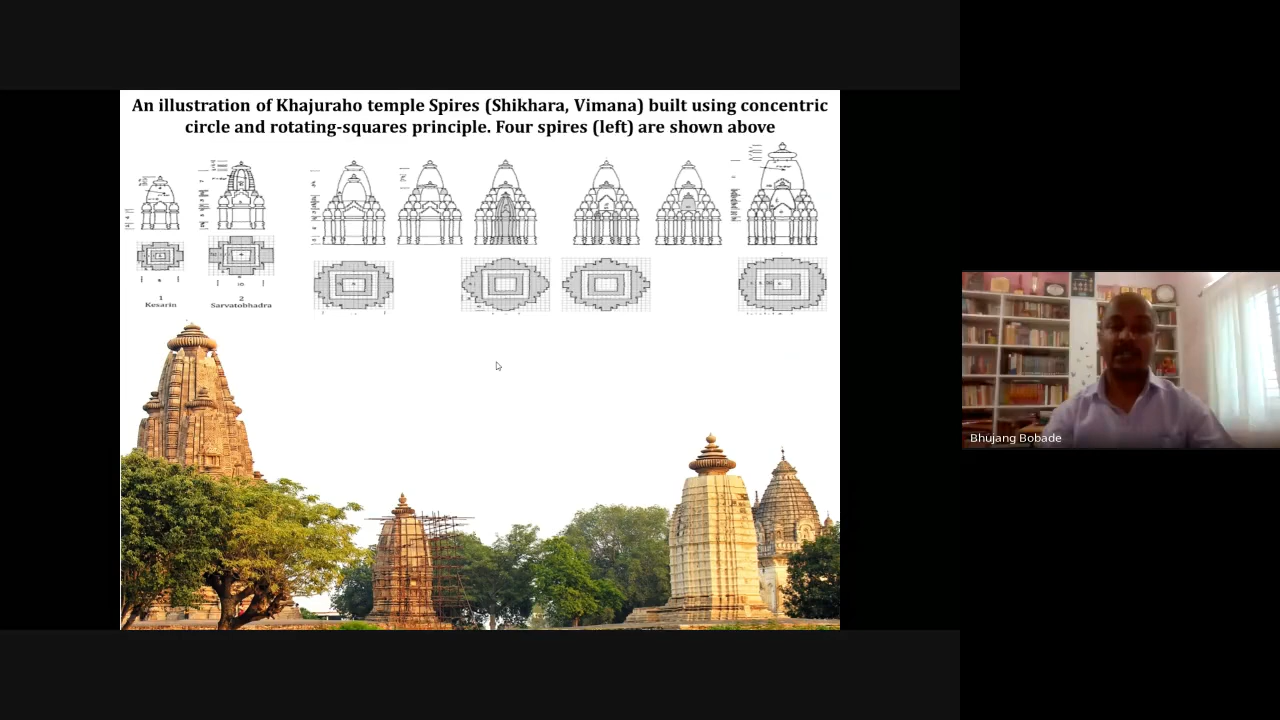 An illustration of Khajuraho temple Spires (Shikhara, Vimana) built using concentric
circle and rotating-squares principle. Four spires (left) are shown above
1
Kesarin
2
Sarvatobhadra
Bhujang Bobade